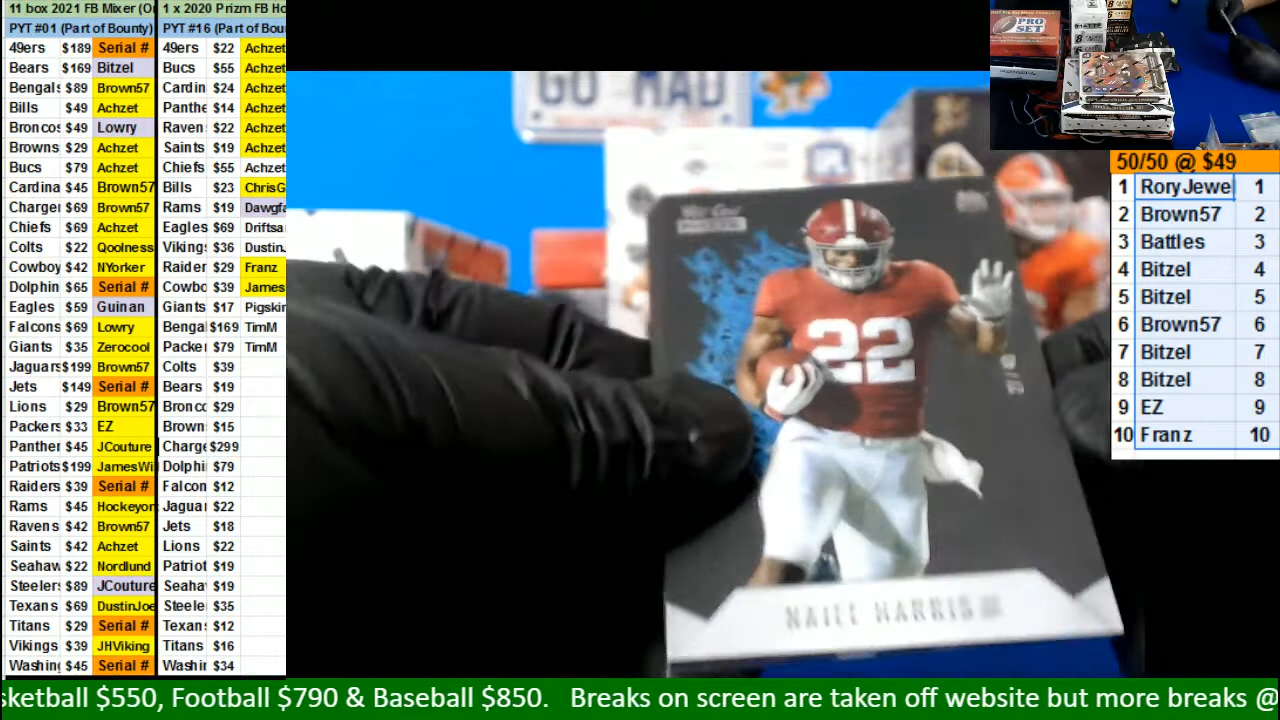 11 box 2021 FB Mixer (O
PYT #01 (Part of Bounty)
49ers $189 Serial #
Bears $169 Bitzel
Bengals $89 Brown57
Bills $49 Achzet
Broncos $49 Lowry
Browns $29 Achzet
Bucs $79 Achzet
Cardina $45 Brown57
Charge $69 Brown57
Chiefs $69 Achzet
Colts $22 Qoolness
Cowboy $42 NYorker
Dolphin $65 Serial #
Eagles $59 Guinan
Falcons $69 Lowry
Giants $35 Zerocool
Jaguars $199 Brown57
Jets $149 Serial #
Lions $29 Brown57
Packers $33 EZ
Panther $45 JCouture
Patriots $199 JamesWi
Raiders $39 Serial #
Rams $45 Hockeyon
Ravens $42 Brown57
Saints $42 Achzet
Seahaw $22 Nordlund
Steelers $89 JCouture
Texans $69 DustinJoe
Titans $29 Serial #
Vikings $39 JHViking
Washing $45 Serial #
1 x 2020 Prizm FB Ho
PYT #16 (Part of Bou
49ers $22 Achzet
Bucs $55 Achzet
Cardin $24 Achzet
Panthe $14 Achzet
Raven $22 Achzet
Saints $19 Achzet
Chiefs $55 Achzet
Bills $23 ChrisG
Rams $19 Dawgfa
Eagles $69 Driftsa
Viking $36 DustinJ
Raider $29 Franz
Cowbo $39 James
Giants $17 Pigskin
Bengal $169 TimM
Packer $79 TimM
Colts $39
Bears $19
Bronco $29
Brown $15
Charge $299
Dolphi $79
Falcon $12
Jagua $22
Jets $18
Lions $22
Patriot $19
Seaha $19
Steele $35
Texan $12
Titans $16
Washi $34
GO MAD
22
NAJEE HARRIS
PRO
SET
50/50 @ $49
1 RoryJewel 1
2 Brown57 2
3 Battles 3
4 Bitzel 4
5 Bitzel 5
6 Brown57 6
7 Bitzel 7
8 Bitzel 8
9 EZ 9
10 Franz 10
sketball $550, Football $790 & Baseball $850. Breaks on screen are taken off website but more breaks @